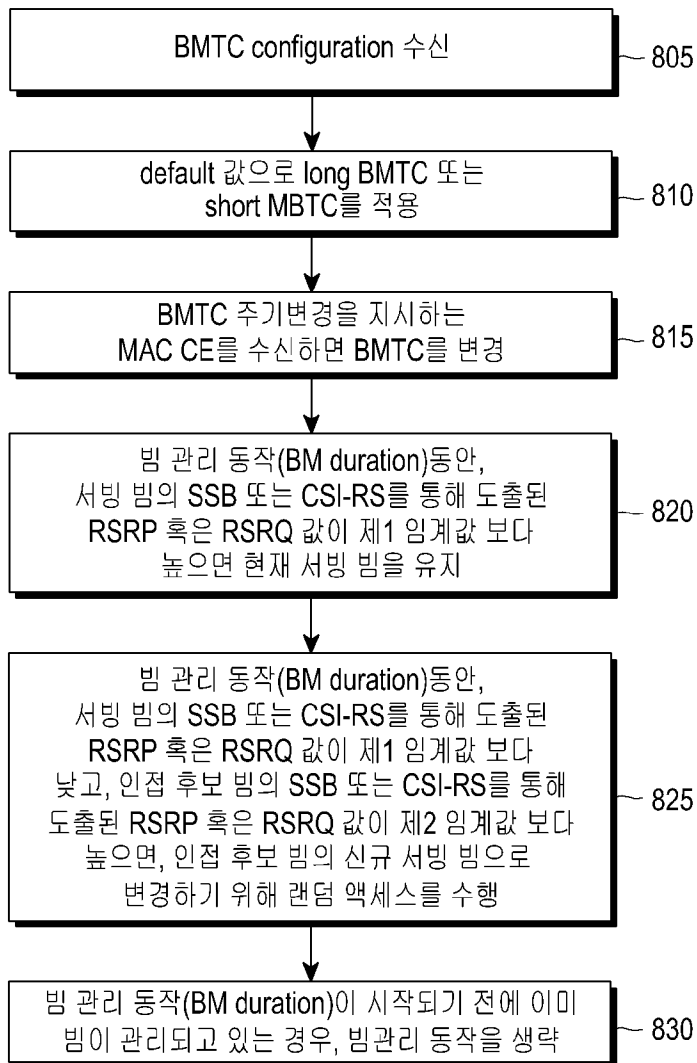 BMTC configuration 수신
805
default 값으로 long BMTC 또는
short MBTC를 적용
810
BMTC 주기변경을 지시하는
MAC CE를 수신하면 BMTC를 변경
815
빔 관리 동작(BM duration)동안,
서빙 빔의 SSB 또는 CSI-RS를 통해 도출된
RSRP 혹은 RSRQ 값이 제1 임계값 보다
높으면 현재 서빙 빔을 유지
820
빔 관리 동작(BM duration)동안,
서빙 빔의 SSB 또는 CSI-RS를 통해 도출된
RSRP 혹은 RSRQ 값이 제1 임계값 보다
낮고, 인접 후보 빔의 SSB 또는 CSI-RS를 통해
도출된 RSRP 혹은 RSRQ 값이 제2 임계값 보다
높으면, 인접 후보 빔의 신규 서빙 빔으로
변경하기 위해 랜덤 액세스를 수행
825
빔 관리 동작(BM duration)이 시작되기 전에 이미
빔이 관리되고 있는 경우, 빔관리 동작을 생략
830